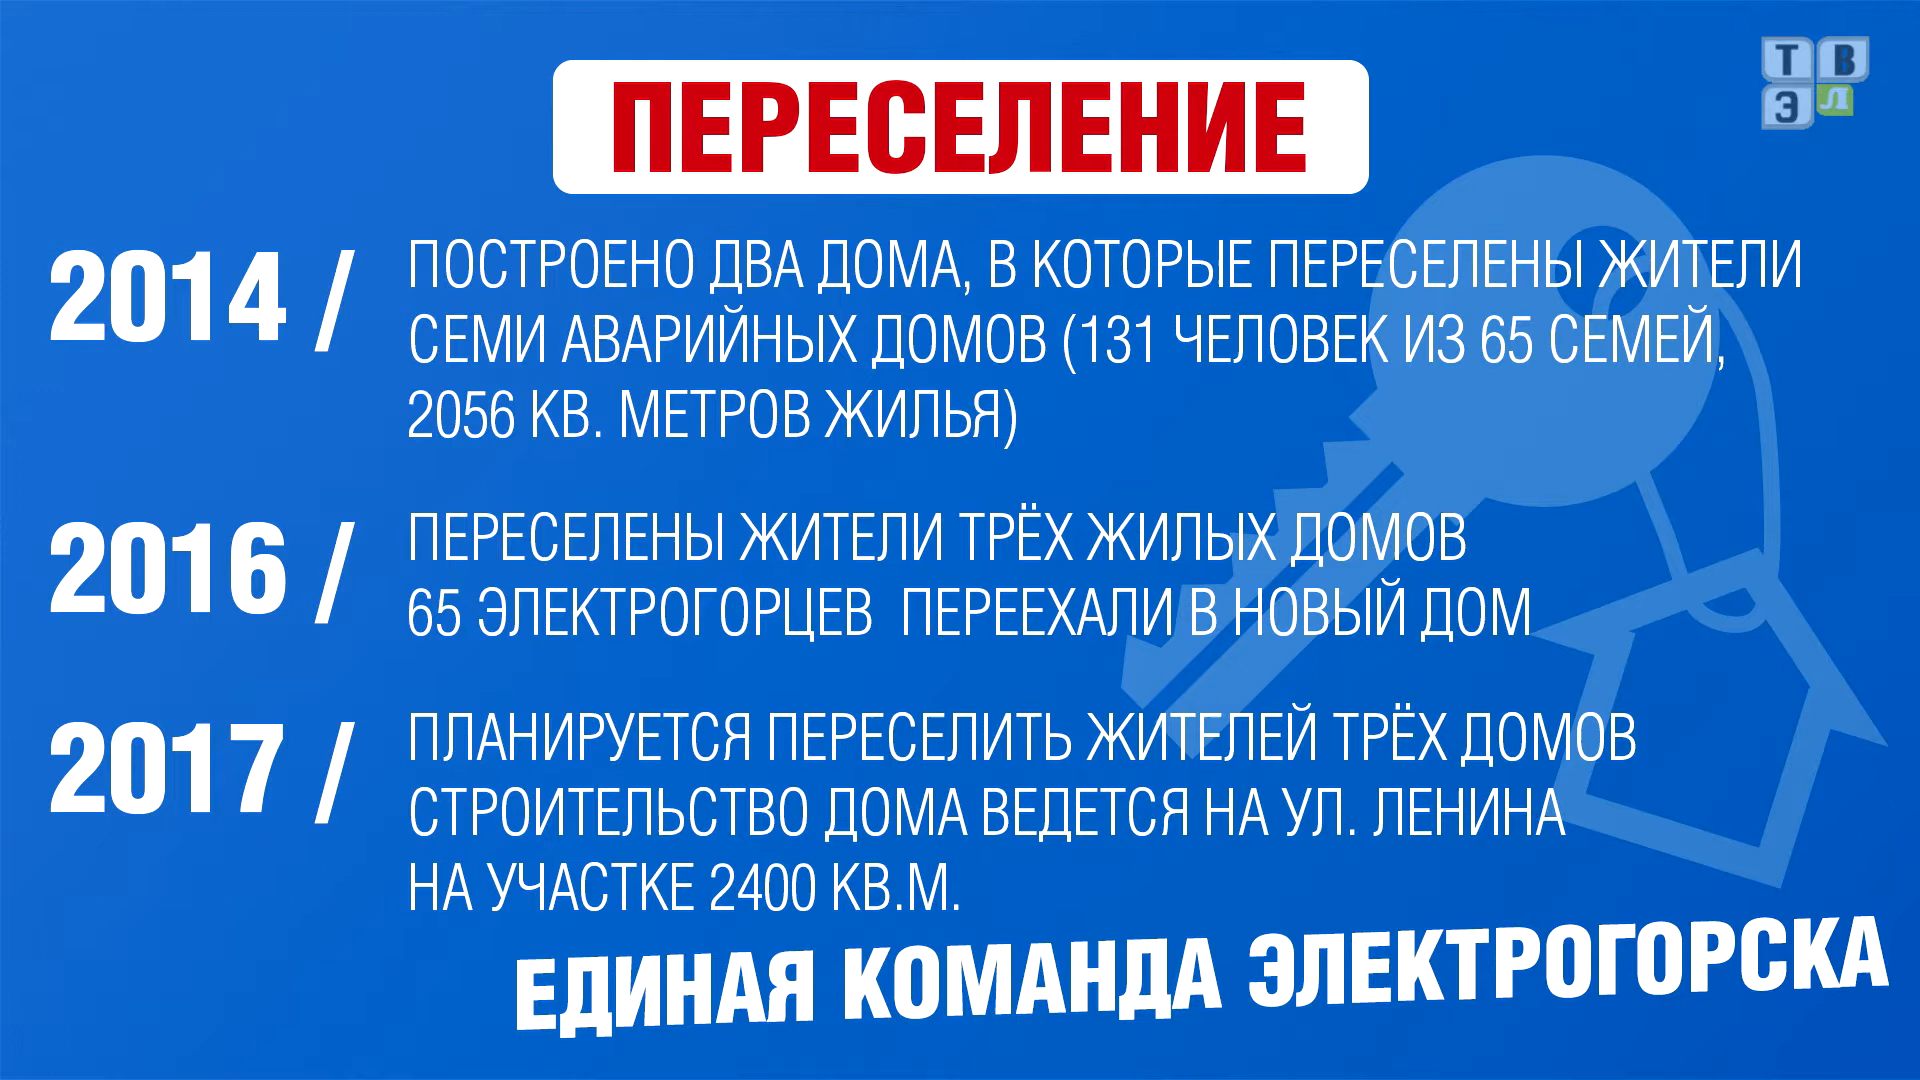 ПЕРЕСЕЛЕНИЕ
ТВ
ЭЛ
2014 /
ПОСТРОЕНО ДВА ДОМА, В КОТОРЫЕ ПЕРЕСЕЛЕНЫ ЖИТЕЛИ
СЕМИ АВАРИЙНЫХ ДОМОВ (131 ЧЕЛОВЕК ИЗ 65 СЕМЕЙ,
2056 КВ. МЕТРОВ ЖИЛЬЯ)
2016 /
ПЕРЕСЕЛЕНЫ ЖИТЕЛИ ТРЁХ ЖИЛЫХ ДОМОВ
65 ЭЛЕКТРОГОРЦЕВ ПЕРЕЕХАЛИ В НОВЫЙ ДОМ
2017 /
ПЛАНИРУЕТСЯ ПЕРЕСЕЛИТЬ ЖИТЕЛЕЙ ТРЁХ ДОМОВ
СТРОИТЕЛЬСТВО ДОМА ВЕДЕТСЯ НА УЛ. ЛЕНИНА
НА УЧАСТКЕ 2400 КВ.М.
ЕДИНАЯ КОМАНДА ЭЛЕКТРОГОРСКА